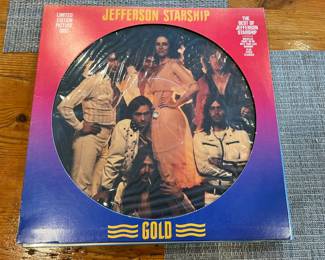 JEFFERSON STARSHIP
LIMITED
EDITION
PICTURE
DISC
THE
BEST OF
JEFFERSON
STARSHIP
GOLD